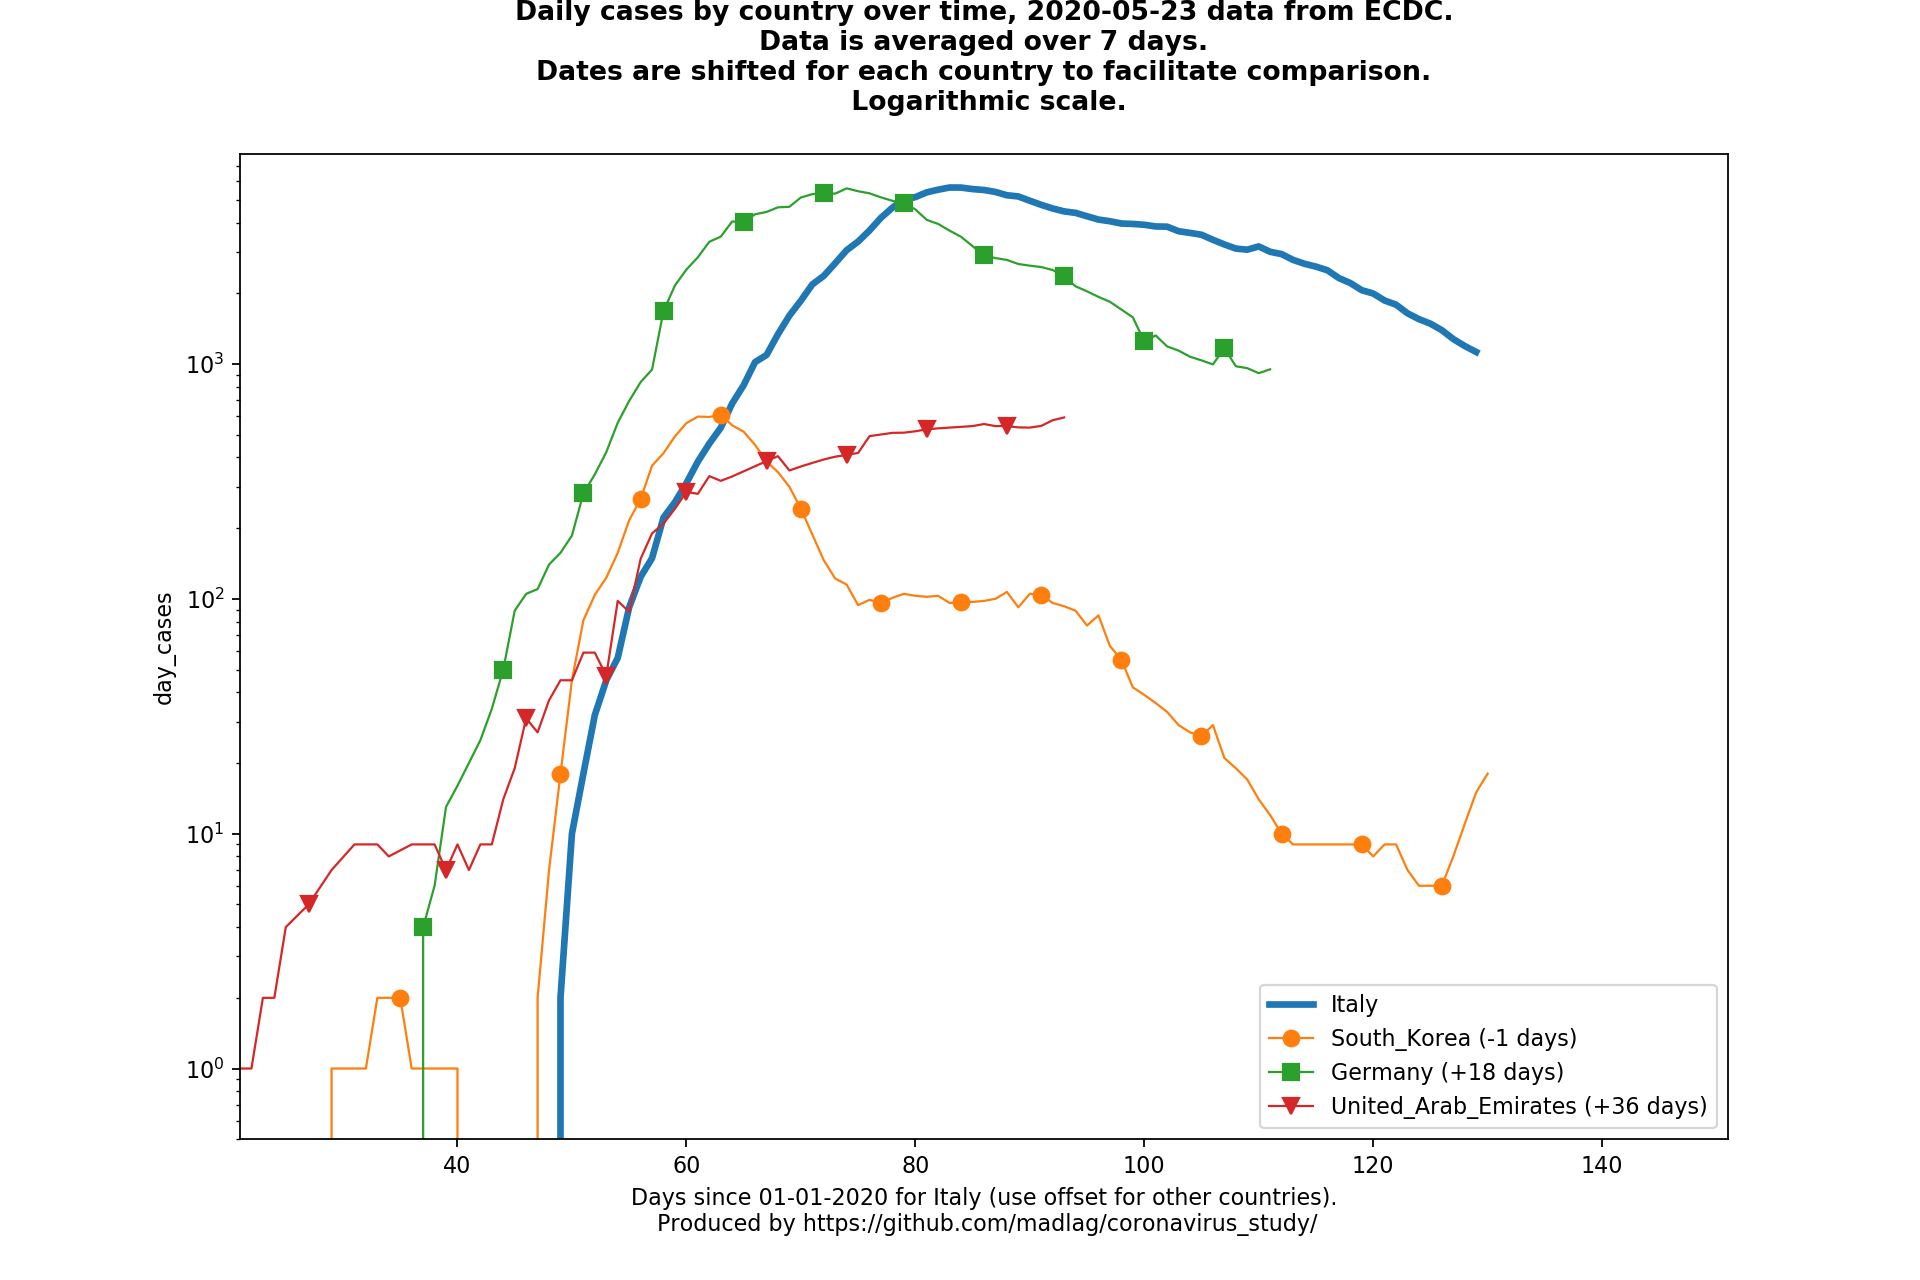 Daily cases by country over time, 2020-05-23 data from ECDC.
Data is averaged over 7 days.
Dates are shifted for each country to facilitate comparison.
Logarithmic scale.
10³
10²
10¹
10⁰
day_cases
40 60 80 100 120 140
Days since 01-01-2020 for Italy (use offset for other countries).
Produced by https://github.com/madlag/coronavirus_study/
Italy
South_Korea (-1 days)
Germany (+18 days)
United_Arab_Emirates (+36 days)